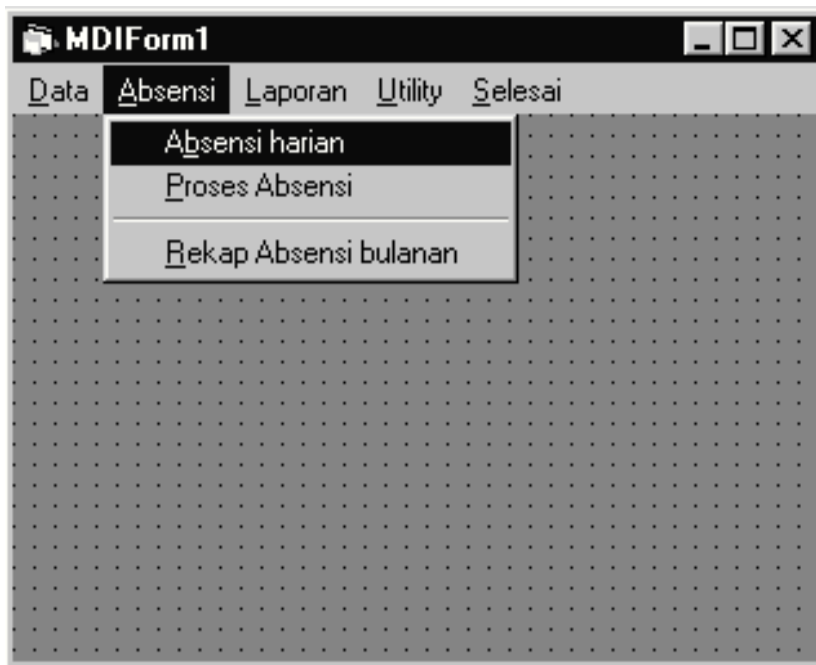 MDIForm1
Data Absensi Laporan Utility Selesai
Absensi harian
Proses Absensi
Rekap Absensi bulanan